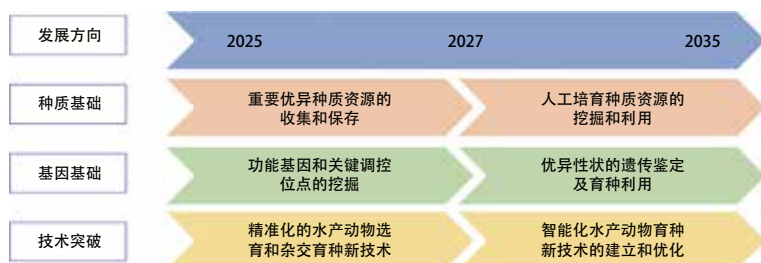 发展方向
2025
2027
2035
种质基础
重要优异种质资源的
收集和保存
人工培育种质资源的
挖掘和利用
基因基础
功能基因和关键调控
位点的挖掘
优异性状的遗传鉴定
及育种利用
技术突破
精准化的水产动物选
育和杂交育种新技术
智能化水产动物育种
新技术的建立和优化